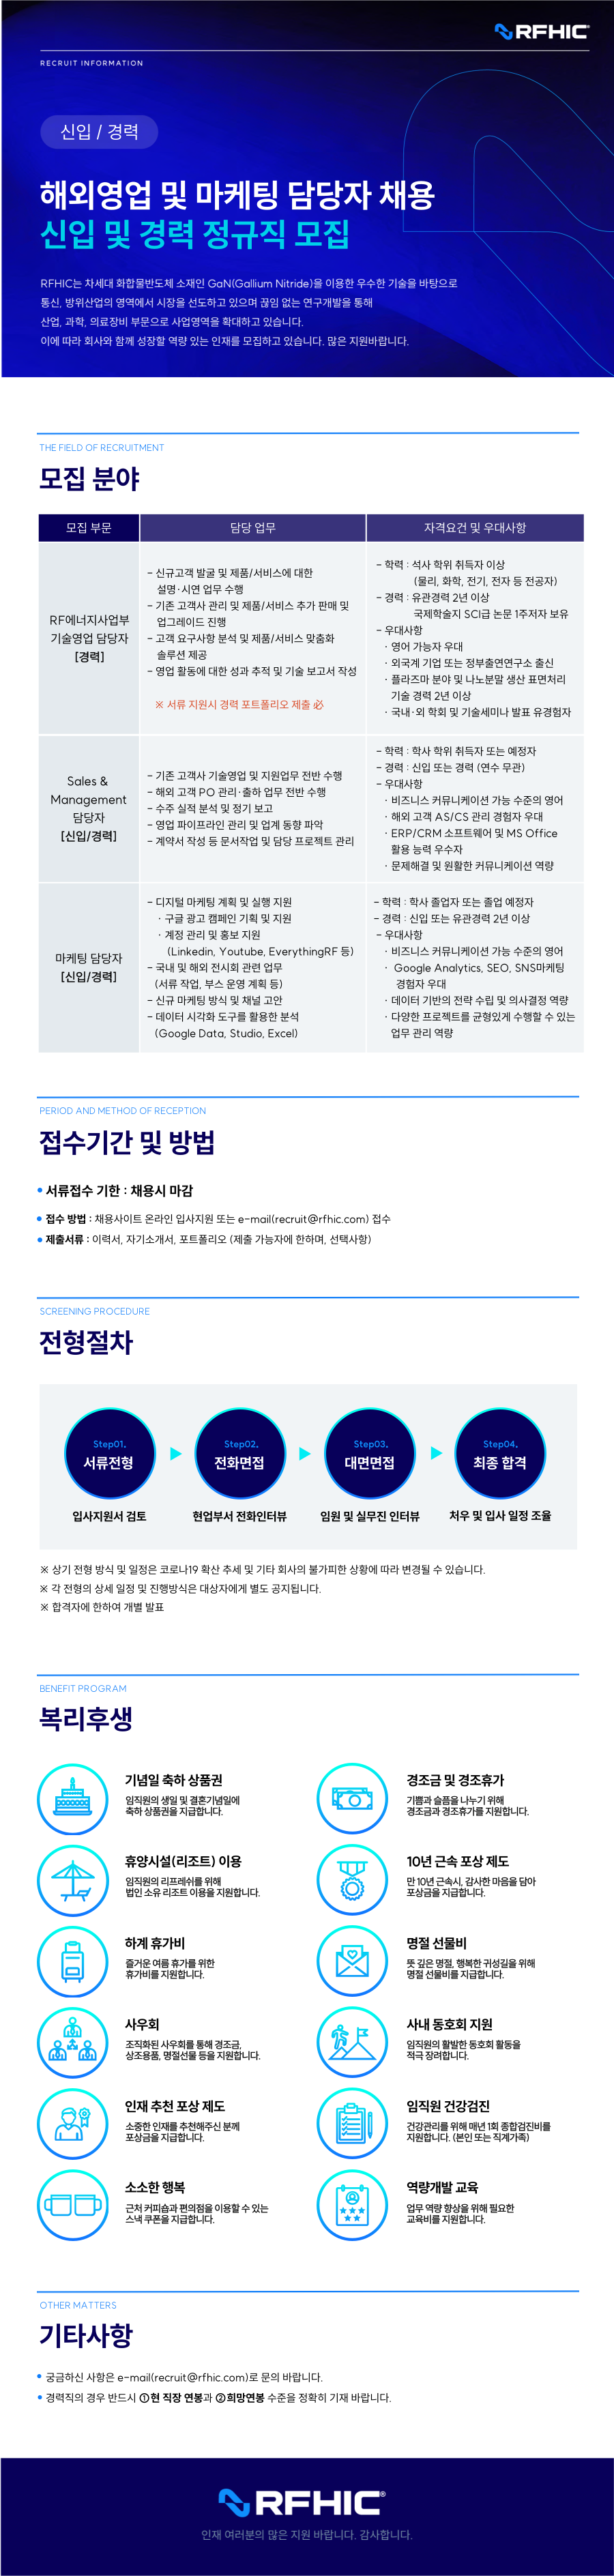 RFHIC
RECRUIT INFORMATION
신입 / 경력
해외영업 및 마케팅 담당자 채용
신입 및 경력 정규직 모집
RFHIC는 차세대 화합물반도체 소재인 GaN(Gallium Nitride)을 이용한 우수한 기술을 바탕으로
통신, 방위산업의 영역에서 시장을 선도하고 있으며 끊임 없는 연구개발을 통해
산업, 과학, 의료장비 부문으로 사업영역을 확대하고 있습니다.
이에 따라 회사와 함께 성장할 역량 있는 인재를 모집하고 있습니다. 많은 지원바랍니다.
THE FIELD OF RECRUITMENT
모집 분야
모집 부문
담당 업무
자격요건 및 우대사항
RF에너지사업부
기술영업 담당자
[경력]
- 신규고객 발굴 및 제품/서비스에 대한
설명·시연 업무 수행
- 기존 고객사 관리 및 제품/서비스 추가 판매 및
업그레이드 진행
- 고객 요구사항 분석 및 제품/서비스 맞춤화
솔루션 제공
- 영업 활동에 대한 성과 추적 및 기술 보고서 작성
※ 서류 지원시 경력 포트폴리오 제출 必
- 학력 : 석사 학위 취득자 이상
(물리, 화학, 전기, 전자 등 전공자)
- 경력 : 유관경력 2년 이상
국제학술지 SCI급 논문 1주저자 보유
- 우대사항
· 영어 가능자 우대
· 외국계 기업 또는 정부출연연구소 출신
· 플라즈마 분야 및 나노분말 생산 표면처리
기술 경력 2년 이상
· 국내·외 학회 및 기술세미나 발표 유경험자
Sales &
Management
담당자
[신입/경력]
- 기존 고객사 기술영업 및 지원업무 전반 수행
- 해외 고객 PO 관리·출하 업무 전반 수행
- 수주 실적 분석 및 정기 보고
- 영업 파이프라인 관리 및 업계 동향 파악
- 계약서 작성 등 문서작업 및 담당 프로젝트 관리
- 학력 : 학사 학위 취득자 또는 예정자
- 경력 : 신입 또는 경력 (연수 무관)
- 우대사항
· 비즈니스 커뮤니케이션 가능 수준의 영어
· 해외 고객 AS/CS 관리 경험자 우대
· ERP/CRM 소프트웨어 및 MS Office
활용 능력 우수자
· 문제해결 및 원활한 커뮤니케이션 역량
마케팅 담당자
[신입/경력]
- 디지털 마케팅 계획 및 실행 지원
· 구글 광고 캠페인 기획 및 지원
· 계정 관리 및 홍보 지원
(Linkedin, Youtube, EverythingRF 등)
- 국내 및 해외 전시회 관련 업무
(서류 작업, 부스 운영 계획 등)
- 신규 마케팅 방식 및 채널 고안
- 데이터 시각화 도구를 활용한 분석
(Google Data, Studio, Excel)
- 학력 : 학사 졸업자 또는 졸업 예정자
- 경력 : 신입 또는 유관경력 2년 이상
- 우대사항
· 비즈니스 커뮤니케이션 가능 수준의 영어
· Google Analytics, SEO, SNS마케팅
경험자 우대
· 데이터 기반의 전략 수립 및 의사결정 역량
· 다양한 프로젝트를 균형있게 수행할 수 있는
업무 관리 역량
PERIOD AND METHOD OF RECEPTION
접수기간 및 방법
• 서류접수 기한 : 채용시 마감
• 접수 방법 : 채용사이트 온라인 입사지원 또는 e-mail(recruit@rfhic.com) 접수
• 제출서류 : 이력서, 자기소개서, 포트폴리오 (제출 가능자에 한하며, 선택사항)
SCREENING PROCEDURE
전형절차
Step01.
서류전형
입사지원서 검토
Step02.
전화면접
현업부서 전화인터뷰
Step03.
대면면접
임원 및 실무진 인터뷰
Step04.
최종 합격
처우 및 입사 일정 조율
※ 상기 전형 방식 및 일정은 코로나19 확산 추세 및 기타 회사의 불가피한 상황에 따라 변경될 수 있습니다.
※ 각 전형의 상세 일정 및 진행방식은 대상자에게 별도 공지됩니다.
※ 합격자에 한하여 개별 발표
BENEFIT PROGRAM
복리후생
기념일 축하 상품권
임직원의 생일 및 결혼기념일에
축하 상품권을 지급합니다.
경조금 및 경조휴가
기쁨과 슬픔을 나누기 위해
경조금과 경조휴가를 지원합니다.
휴양시설(리조트) 이용
임직원의 리프레쉬를 위해
법인 소유 리조트 이용을 지원합니다.
10년 근속 포상 제도
만 10년 근속시, 감사한 마음을 담아
포상금을 지급합니다.
하계 휴가비
즐거운 여름 휴가를 위한
휴가비를 지원합니다.
명절 선물비
뜻 깊은 명절, 행복한 귀성길을 위해
명절 선물비를 지급합니다.
사우회
조직화된 사우회를 통해 경조금,
상조용품, 명절선물 등을 지원합니다.
사내 동호회 지원
임직원의 활발한 동호회 활동을
적극 장려합니다.
인재 추천 포상 제도
소중한 인재를 추천해주신 분께
포상금을 지급합니다.
임직원 건강검진
건강관리를 위해 매년 1회 종합검진비를
지원합니다. (본인 또는 직계가족)
소소한 행복
근처 커피숍과 편의점을 이용할 수 있는
스낵 쿠폰을 지급합니다.
역량개발 교육
업무 역량 향상을 위해 필요한
교육비를 지원합니다.
OTHER MATTERS
기타사항
• 궁금하신 사항은 e-mail(recruit@rfhic.com)로 문의 바랍니다.
• 경력직의 경우 반드시 ①현 직장 연봉과 ②희망연봉 수준을 정확히 기재 바랍니다.
RFHIC®
인재 여러분의 많은 지원 바랍니다. 감사합니다.